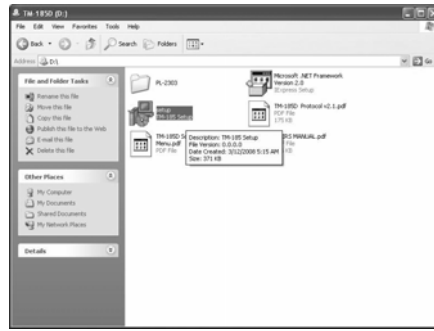 TM-185D (D:)
File Edit View Favorites Tools Help
Back Search Folders
Address D:\ Go
File and Folder Tasks
Rename this file
Move this file
Copy this file
Publish this file to the Web
E-mail this file
Delete this file
Other Places
My Computer
My Documents
Shared Documents
My Network Places
Details
PL-2303
Microsoft .NET Framework
Version 2.0
IExpress Setup
setup
TM-185 Setup
TM-185D Protocol v2.1.pdf
PDF File
175 KB
TM-185D
Menu.pdf
PDF File
MANUAL.pdf
KB
Description: TM-185 Setup
File Version: 0.0.0.0
Date Created: 3/12/2008 5:15 AM
Size: 371 KB